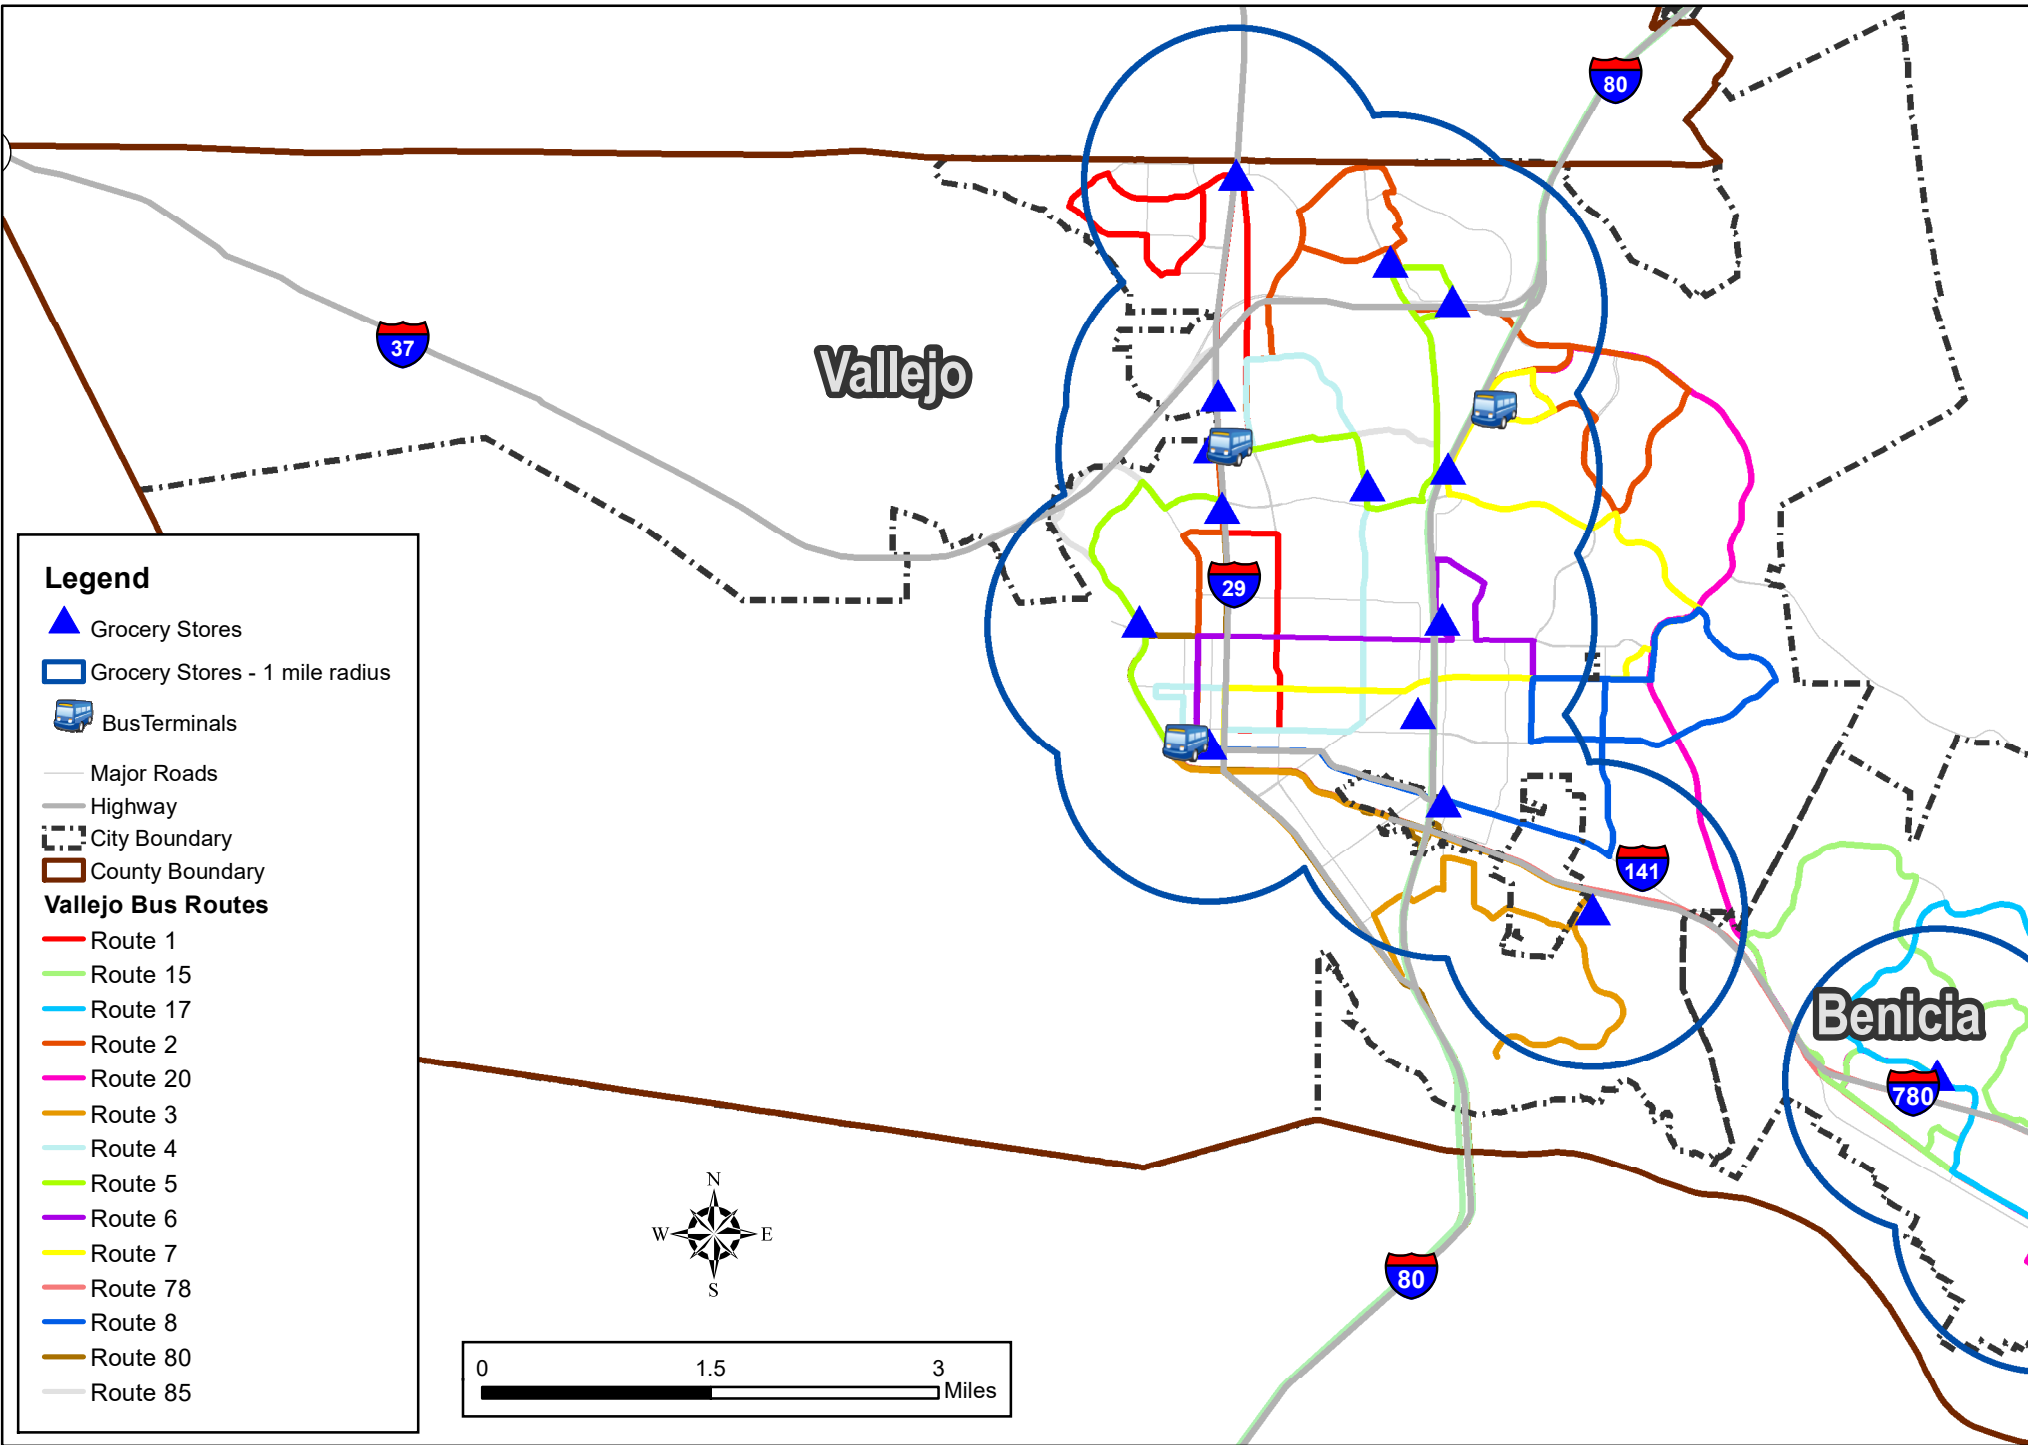 80
37
Vallejo
29
141
Benicia
780
80
Legend
Grocery Stores
Grocery Stores - 1 mile radius
BusTerminals
Major Roads
Highway
City Boundary
County Boundary
Vallejo Bus Routes
Route 1
Route 15
Route 17
Route 2
Route 20
Route 3
Route 4
Route 5
Route 6
Route 7
Route 78
Route 8
Route 80
Route 85
N
W E
S
0 1.5 3
Miles